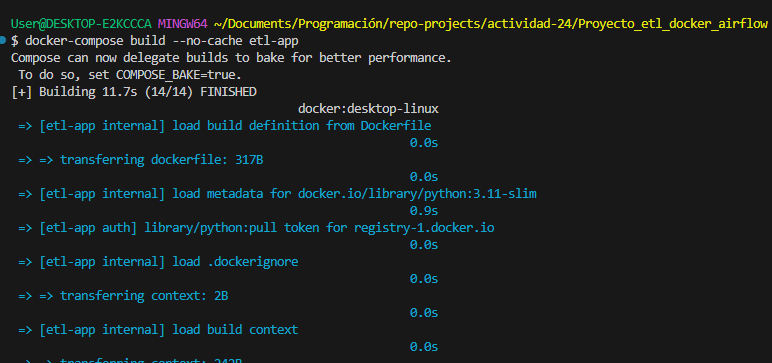 User@DESKTOP-E2KCCCA MINGW64 ~/Documents/Programación/repo-projects/actividad-24/Proyecto_etl_docker_airflow
$ docker-compose build --no-cache etl-app
Compose can now delegate builds to bake for better performance.
 To do so, set COMPOSE_BAKE=true.
[+] Building 11.7s (14/14) FINISHED
docker:desktop-linux
=> [etl-app internal] load build definition from Dockerfile
0.0s
=> => transferring dockerfile: 317B
0.0s
=> [etl-app internal] load metadata for docker.io/library/python:3.11-slim
0.9s
=> [etl-app auth] library/python:pull token for registry-1.docker.io
0.0s
=> [etl-app internal] load .dockerignore
0.0s
=> => transferring context: 2B
0.0s
=> [etl-app internal] load build context
0.0s
=> => transferring context: 242B